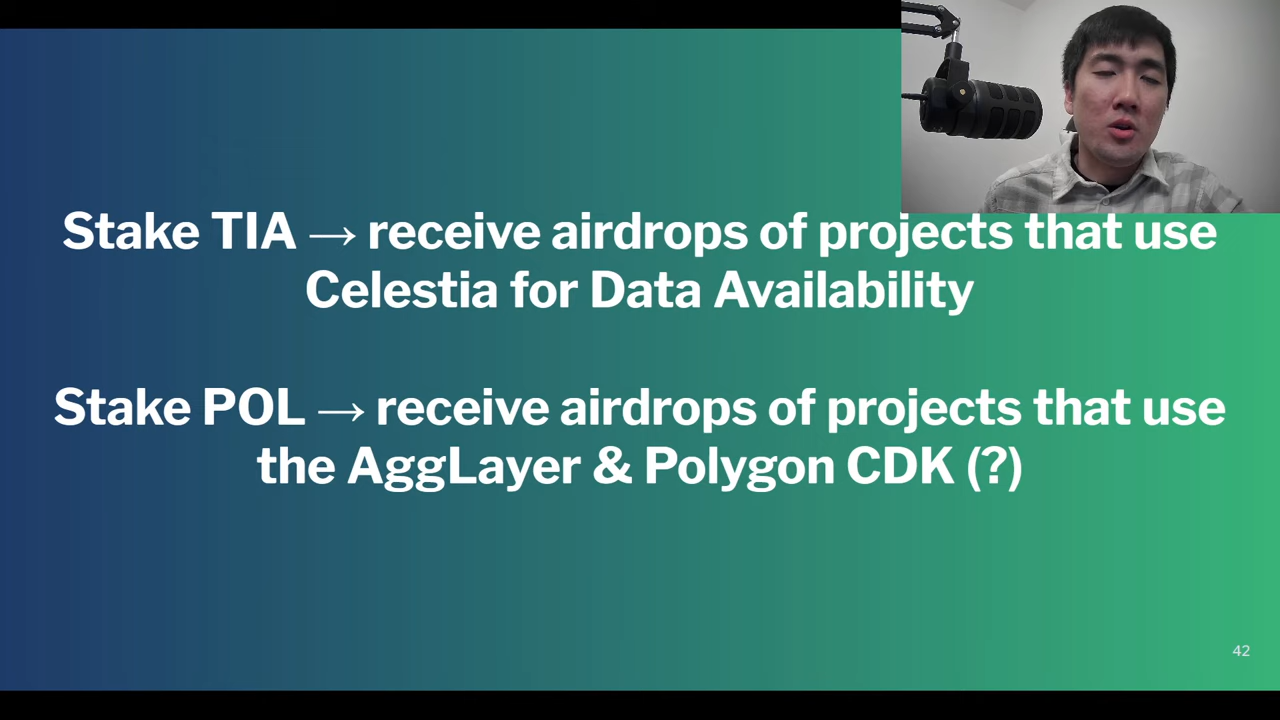 Stake TIA → receive airdrops of projects that use
Celestia for Data Availability
Stake POL → receive airdrops of projects that use
the AggLayer & Polygon CDK (?)
42